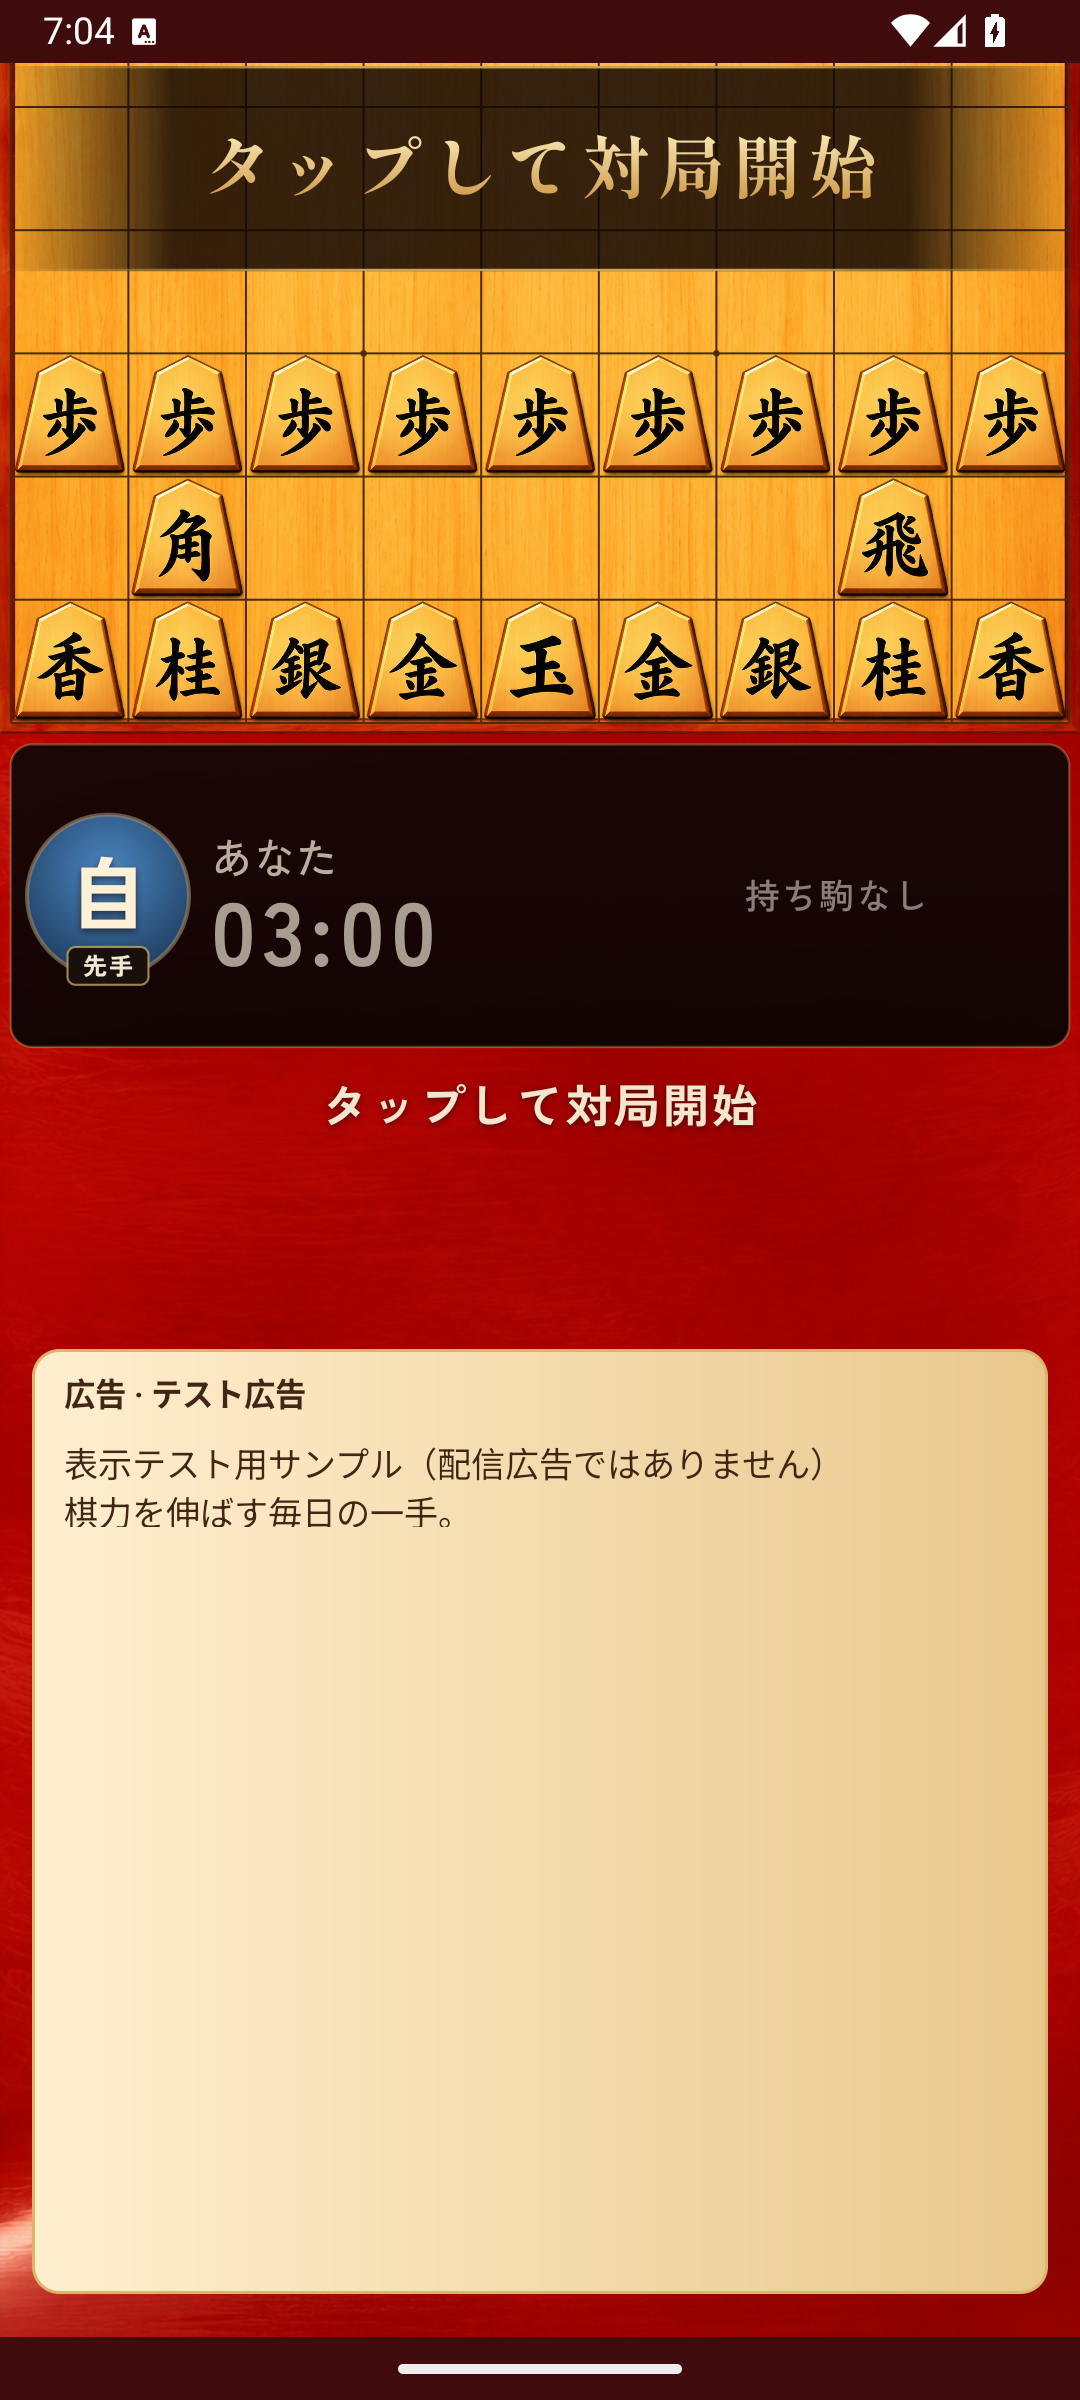 7:04
タップして対局開始
歩 歩 歩 歩 歩 歩 歩 歩 歩
角 飛
香 桂 銀 金 玉 金 銀 桂 香
自
先手
あなた
03:00
持ち駒なし
タップして対局開始
広告 · テスト広告
表示テスト用サンプル（配信広告ではありません）
棋力を伸ばす毎日の一手。